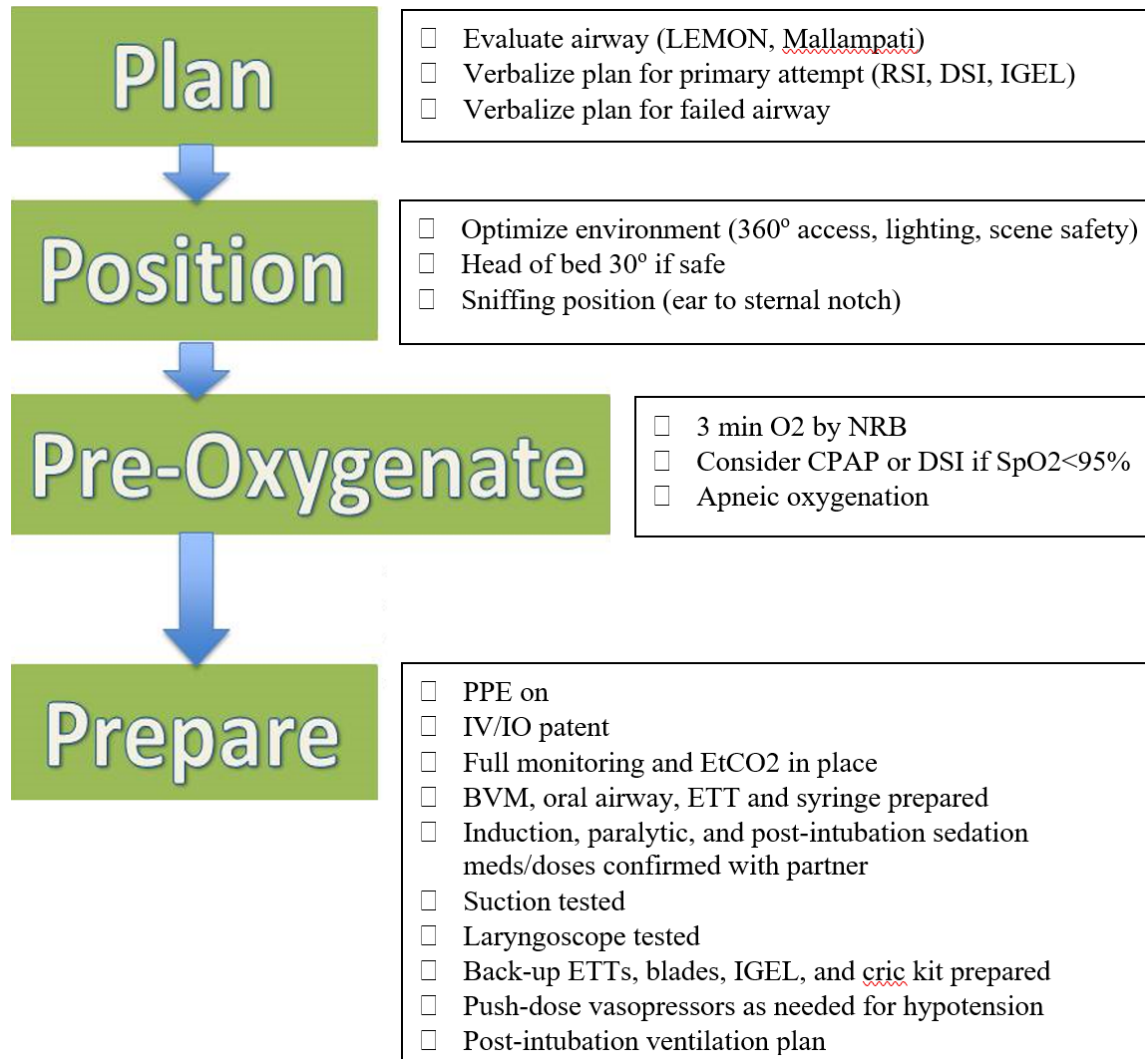 Plan
☐ Evaluate airway (LEMON, Mallampati)
☐ Verbalize plan for primary attempt (RSI, DSI, IGEL)
☐ Verbalize plan for failed airway
Position
☐ Optimize environment (360º access, lighting, scene safety)
☐ Head of bed 30º if safe
☐ Sniffing position (ear to sternal notch)
Pre-Oxygenate
☐ 3 min O2 by NRB
☐ Consider CPAP or DSI if SpO2<95%
☐ Apneic oxygenation
Prepare
☐ PPE on
☐ IV/IO patent
☐ Full monitoring and EtCO2 in place
☐ BVM, oral airway, ETT and syringe prepared
☐ Induction, paralytic, and post-intubation sedation
meds/doses confirmed with partner
☐ Suction tested
☐ Laryngoscope tested
☐ Back-up ETTs, blades, IGEL, and cric kit prepared
☐ Push-dose vasopressors as needed for hypotension
☐ Post-intubation ventilation plan